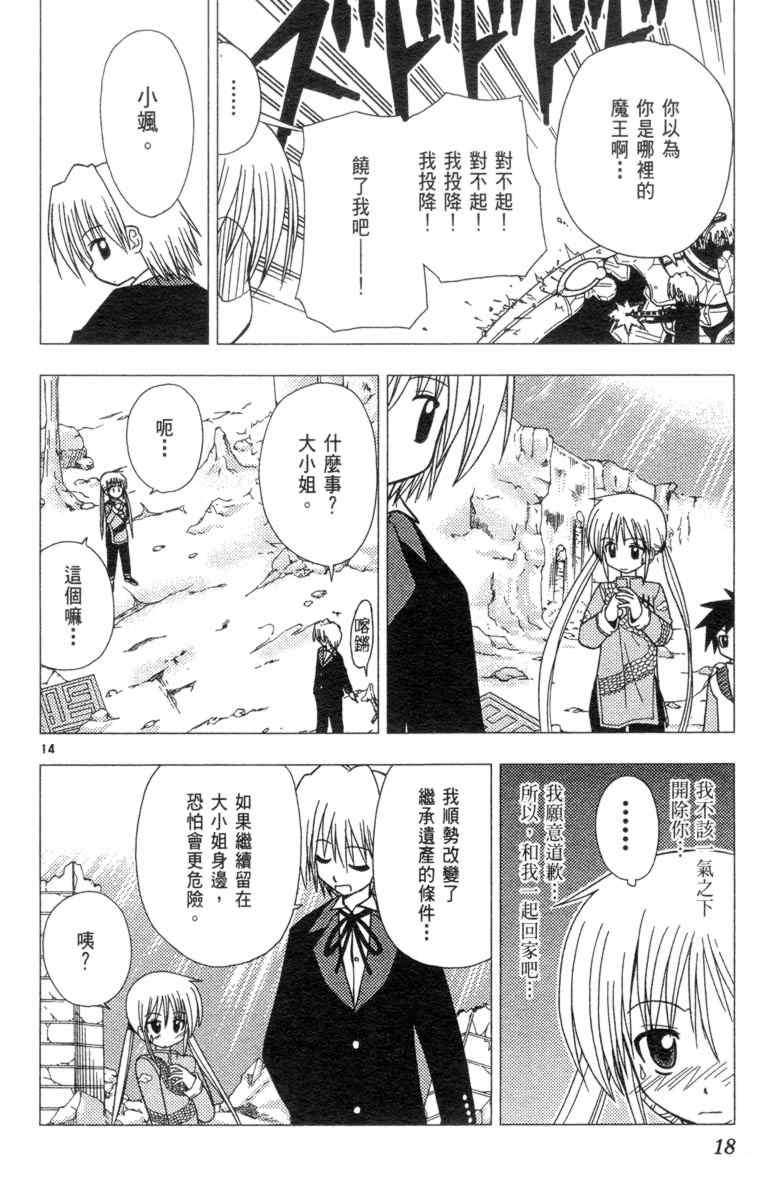 你以為
你是哪裡的
魔王啊…
對不起！
對不起！
我投降！
我投降！
饒了我吧——！
……
小颯。
什麼事？
大小姐。
呃…
這個嘛…
喀鏘
14
我不該一氣之下
開除你…
我願意道歉…
所以，和我一起回家吧…
……
我順勢改變了
繼承遺產的條件…
如果繼續留在
大小姐身邊，
恐怕會更危險。
咦？
18